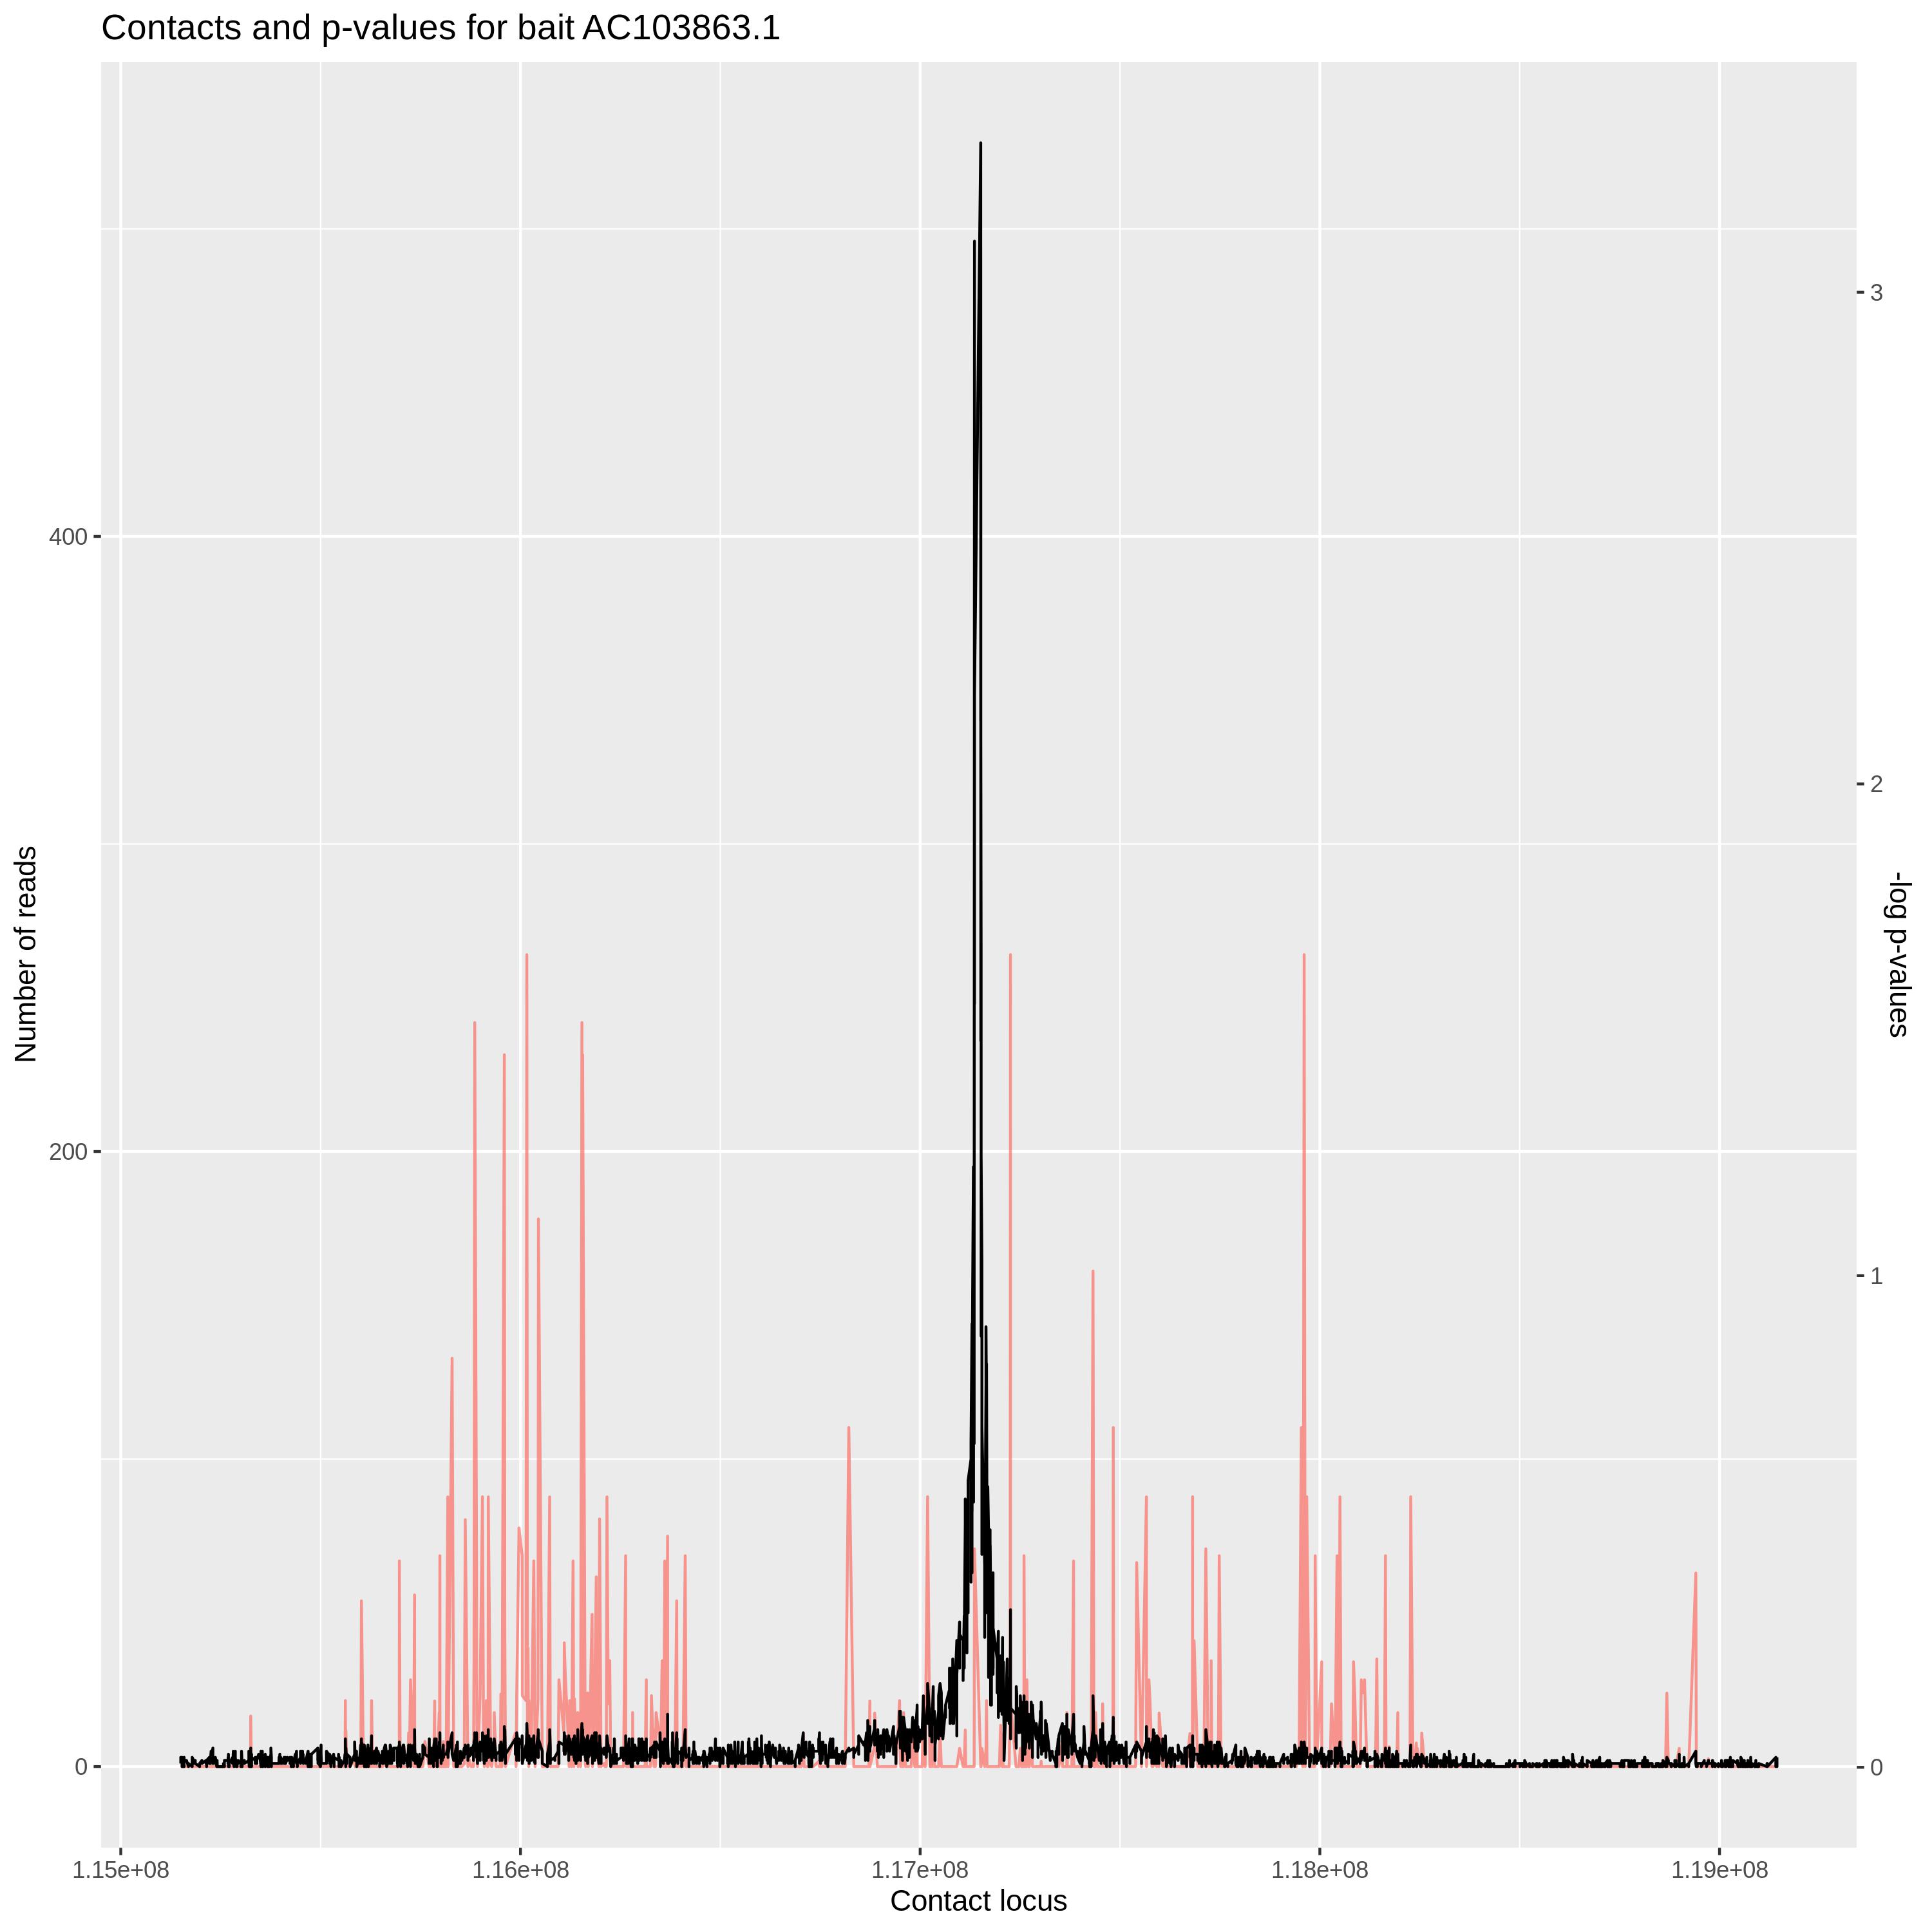 Contacts and p-values for bait AC103863.1
Number of reads
400
200
0
3
2
1
0
-log p-values
1.15e+08 1.16e+08 1.17e+08 1.18e+08 1.19e+08
Contact locus